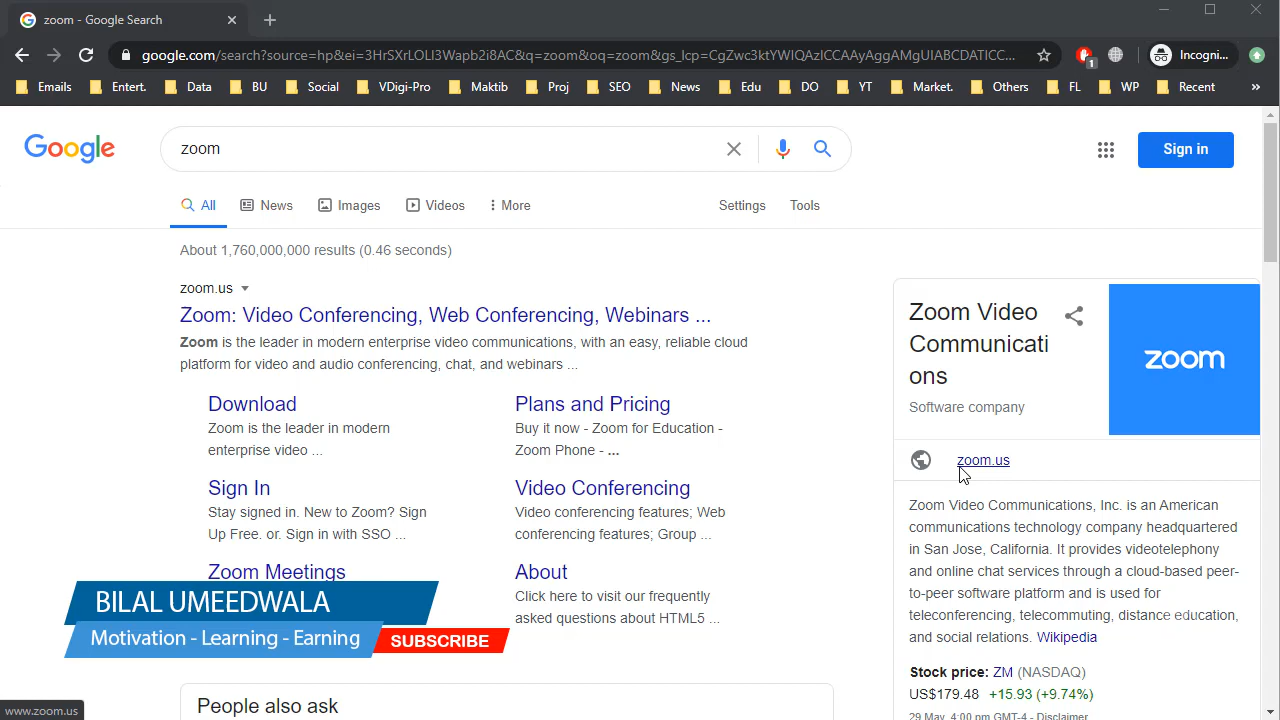 zoom - Google Search
google.com/search?source=hp&ei=3HrSXrLOLI3Wapb2i8AC&q=zoom&oq=zoom&gs_lcp=CgZwc3ktYWIQAzICCAAyAggAMgUIABCDATICC...
1
Incogni...
Emails
Entert.
Data
BU
Social
VDigi-Pro
Maktib
Proj
SEO
News
Edu
DO
YT
Market.
Others
FL
WP
Recent
»
Google
zoom
Sign in
All
News
Images
Videos
More
Settings
Tools
About 1,760,000,000 results (0.46 seconds)
zoom.us
Zoom: Video Conferencing, Web Conferencing, Webinars ...
Zoom is the leader in modern enterprise video communications, with an easy, reliable cloud
platform for video and audio conferencing, chat, and webinars ...
Download
Zoom is the leader in modern
enterprise video ...
Plans and Pricing
Buy it now - Zoom for Education -
Zoom Phone - ...
Sign In
Stay signed in. New to Zoom? Sign
Up Free. or. Sign in with SSO ...
Video Conferencing
Video conferencing features; Web
conferencing features; Group ...
Zoom Meetings
About
Click here to visit our frequently
asked questions about HTML5 ...
BILAL UMEEDWALA
Motivation - Learning - Earning
SUBSCRIBE
People also ask
www.zoom.us
Zoom Video
Communicati
ons
Software company
zoom
zoom.us
Zoom Video Communications, Inc. is an American
communications technology company headquartered
in San Jose, California. It provides videotelephony
and online chat services through a cloud-based peer-
to-peer software platform and is used for
teleconferencing, telecommuting, distance education,
and social relations. Wikipedia
Stock price: ZM (NASDAQ)
US$179.48 +15.93 (+9.74%)
29 May, 4:00 pm GMT-4 - Disclaimer